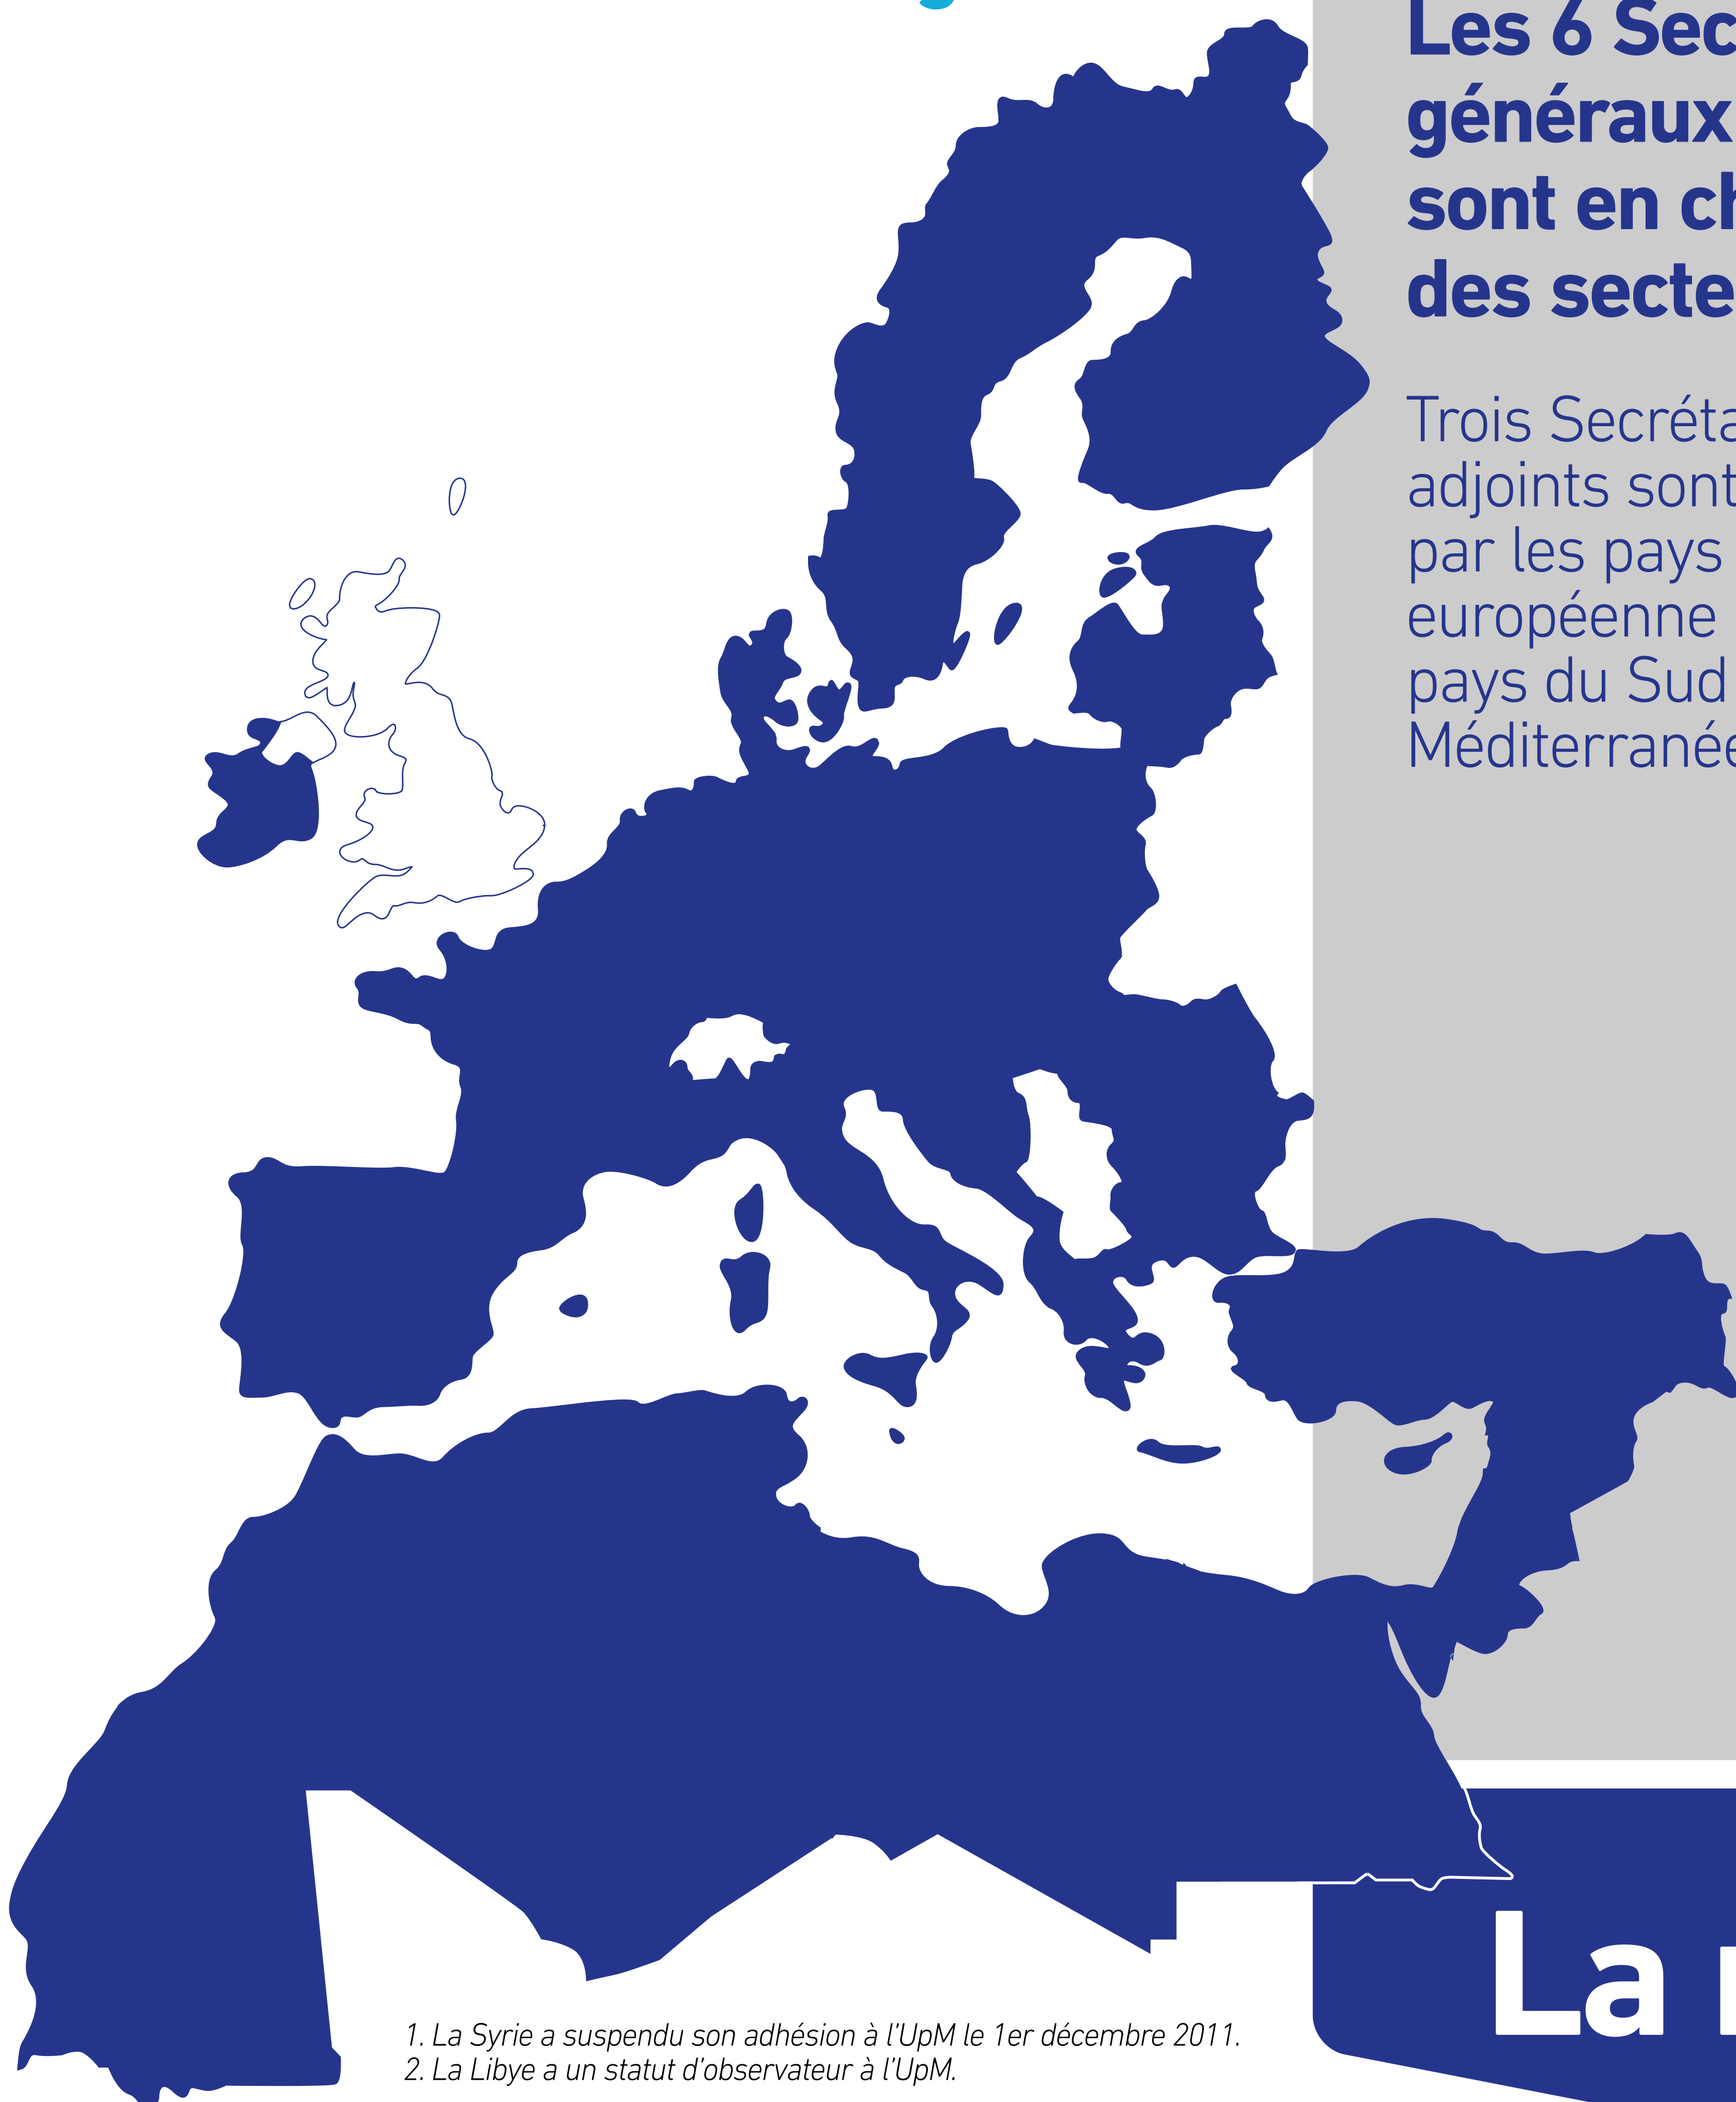 Les 6 Sec
généraux
sont en ch
des secte
Trois Secréta
adjoints sont
par les pays
européenne
pays du Sud
Méditerranée
La
1. La Syrie a suspendu son adhésion à l'UpM le 1er décembre 2011.
2. La Libye a un statut d'observateur à l'UpM.